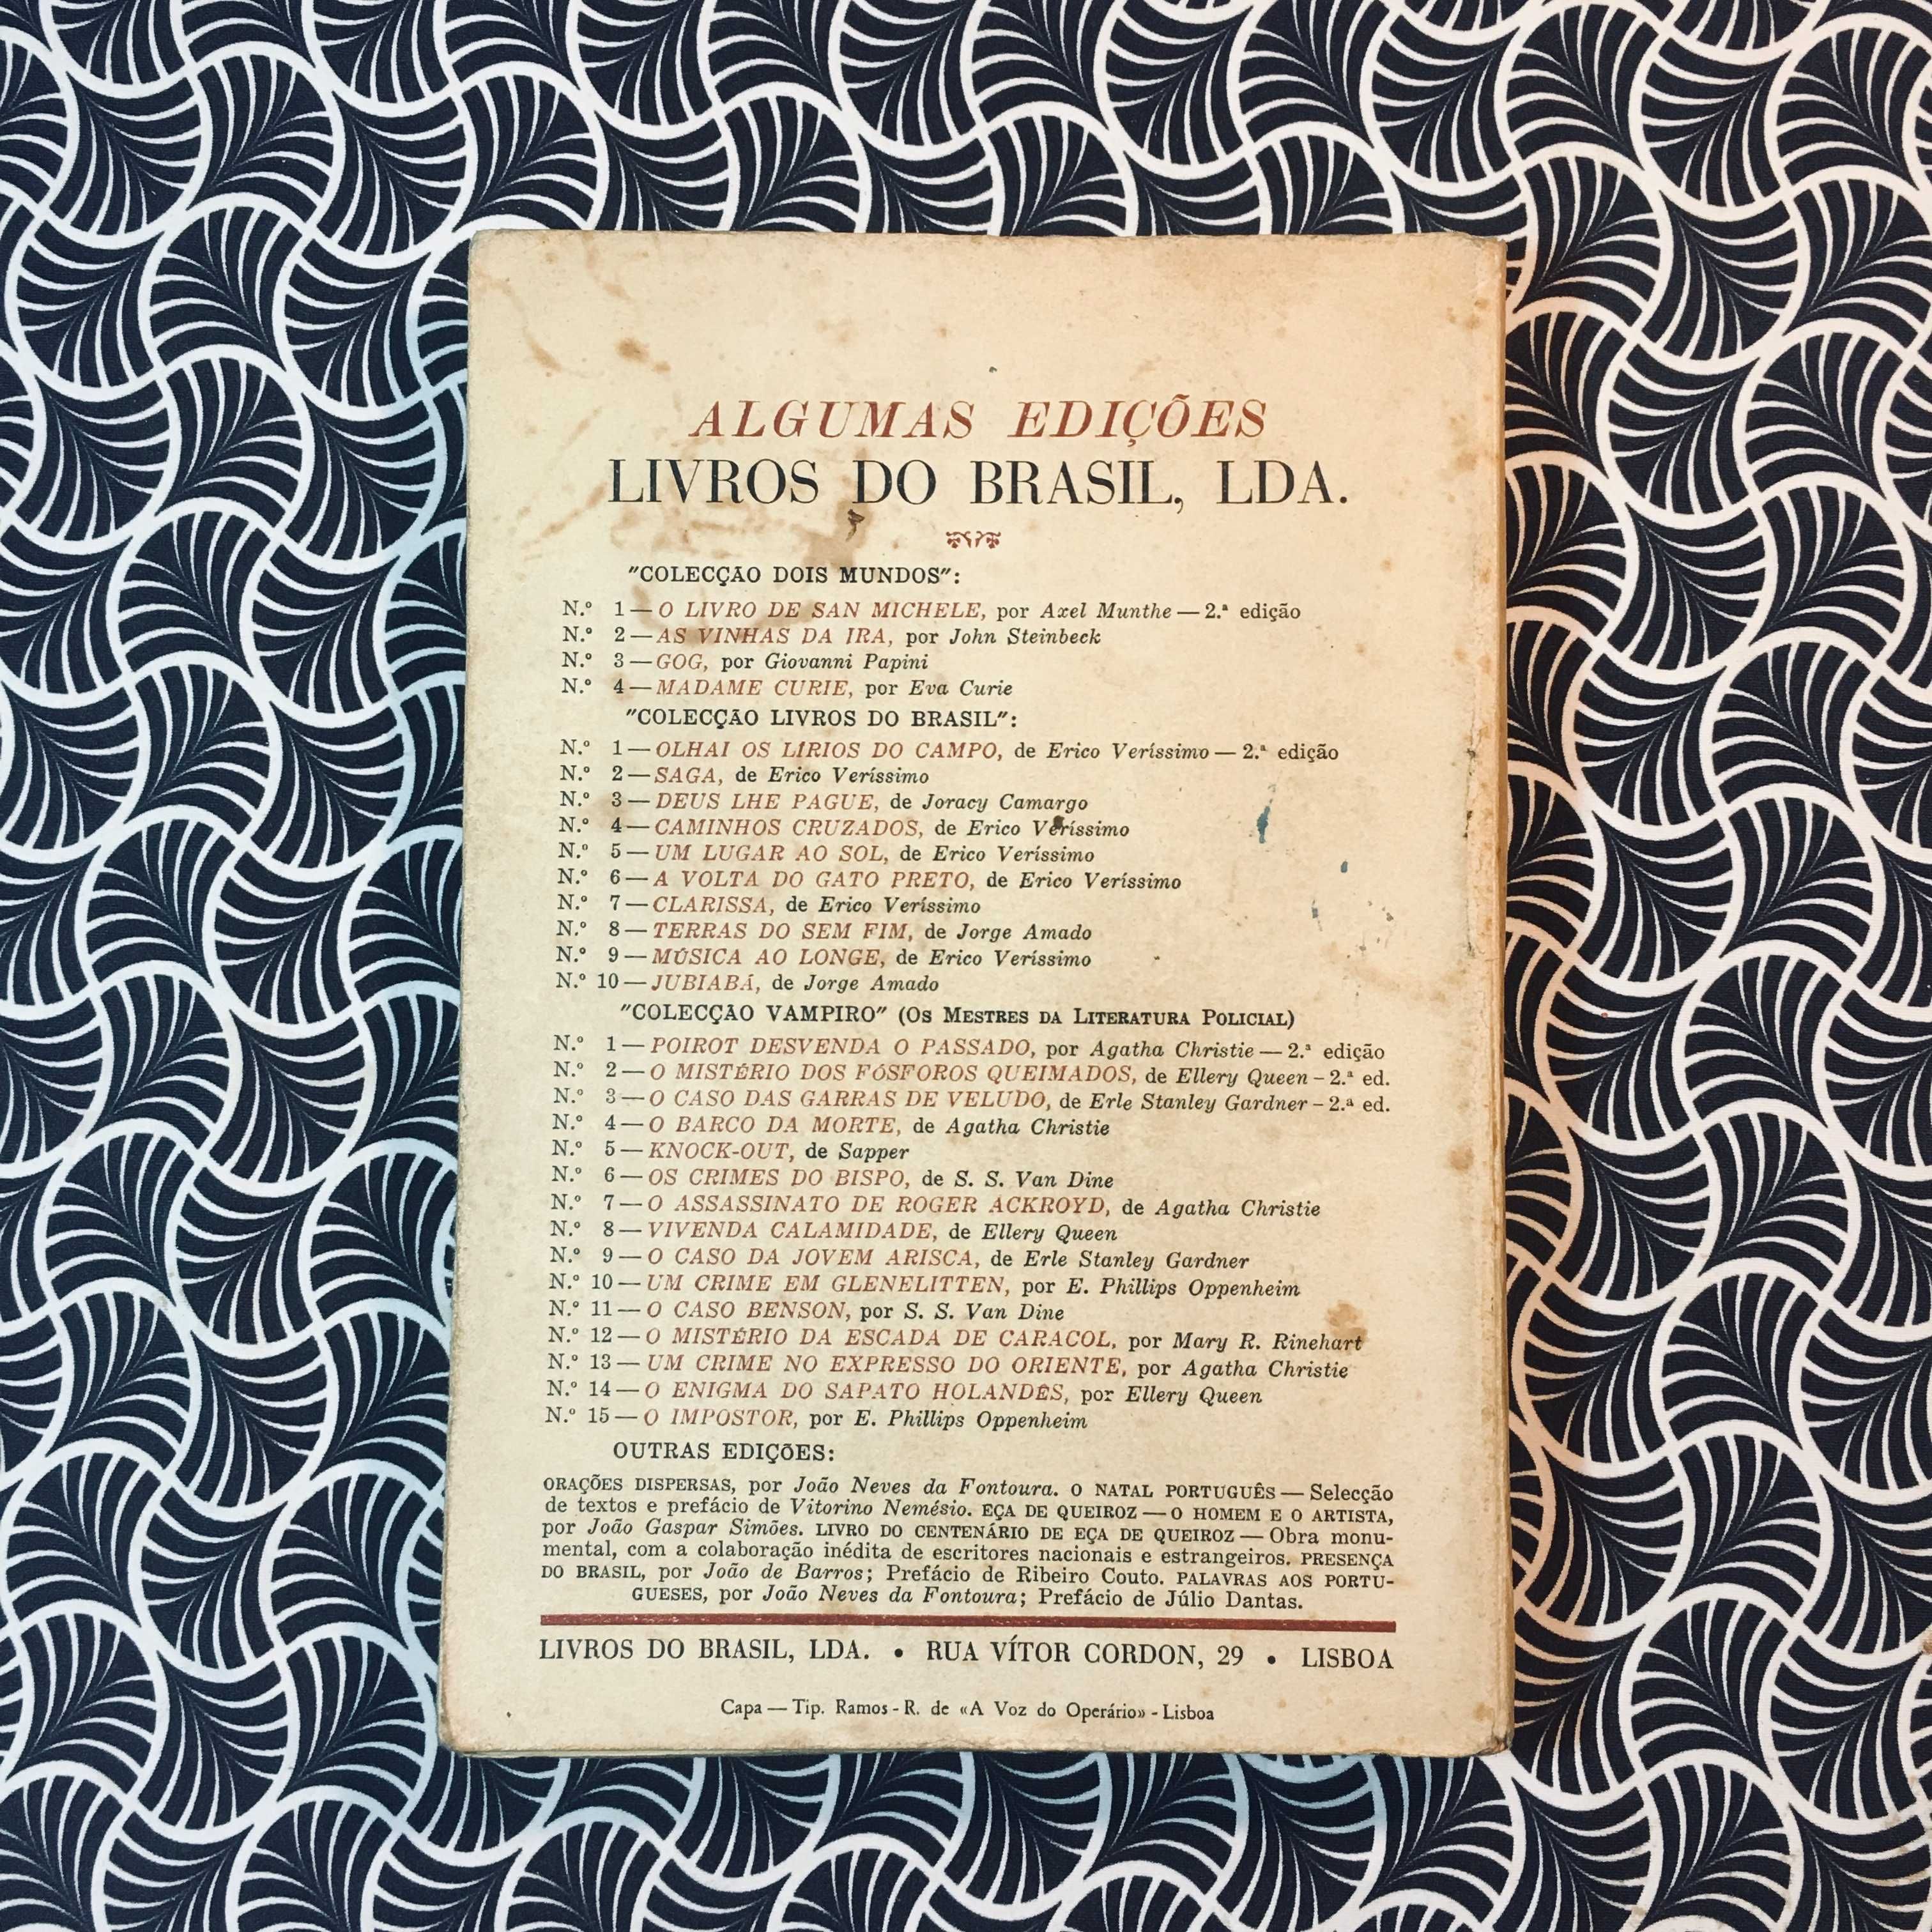 ALGUMAS EDIÇÕES
LIVROS DO BRASIL, LDA.
"COLECÇÃO DOIS MUNDOS":
N.º 1 — O LIVRO DE SAN MICHELE, por Axel Munthe — 2.ª edição
N.º 2 — AS VINHAS DA IRA, por John Steinbeck
N.º 3 — GOG, por Giovanni Papini
N.º 4 — MADAME CURIE, por Eva Curie
"COLECÇÃO LIVROS DO BRASIL":
N.º 1 — OLHAI OS LÍRIOS DO CAMPO, de Erico Veríssimo — 2.ª edição
N.º 2 — SAGA, de Erico Veríssimo
N.º 3 — DEUS LHE PAGUE, de Joracy Camargo
N.º 4 — CAMINHOS CRUZADOS, de Erico Veríssimo
N.º 5 — UM LUGAR AO SOL, de Erico Veríssimo
N.º 6 — A VOLTA DO GATO PRETO, de Erico Veríssimo
N.º 7 — CLARISSA, de Erico Veríssimo
N.º 8 — TERRAS DO SEM FIM, de Jorge Amado
N.º 9 — MÚSICA AO LONGE, de Erico Veríssimo
N.º 10 — JUBIABÁ, de Jorge Amado
"COLECÇÃO VAMPIRO" (OS MESTRES DA LITERATURA POLICIAL)
N.º 1 — POIROT DESVENDA O PASSADO, por Agatha Christie — 2.ª edição
N.º 2 — O MISTÉRIO DOS FÓSFOROS QUEIMADOS, de Ellery Queen - 2.ª ed.
N.º 3 — O CASO DAS GARRAS DE VELUDO, de Erle Stanley Gardner - 2.ª ed.
N.º 4 — O BARCO DA MORTE, de Agatha Christie
N.º 5 — KNOCK-OUT, de Sapper
N.º 6 — OS CRIMES DO BISPO, de S. S. Van Dine
N.º 7 — O ASSASSINATO DE ROGER ACKROYD, de Agatha Christie
N.º 8 — VIVENDA CALAMIDADE, de Ellery Queen
N.º 9 — O CASO DA JOVEM ARISCA, de Erle Stanley Gardner
N.º 10 — UM CRIME EM GLENELITTEN, por E. Phillips Oppenheim
N.º 11 — O CASO BENSON, por S. S. Van Dine
N.º 12 — O MISTÉRIO DA ESCADA DE CARACOL, por Mary R. Rinehart
N.º 13 — UM CRIME NO EXPRESSO DO ORIENTE, por Agatha Christie
N.º 14 — O ENIGMA DO SAPATO HOLANDÊS, por Ellery Queen
N.º 15 — O IMPOSTOR, por E. Phillips Oppenheim
OUTRAS EDIÇÕES:
ORAÇÕES DISPERSAS, por João Neves da Fontoura. O NATAL PORTUGUÊS — Selecção
de textos e prefácio de Vitorino Nemésio. EÇA DE QUEIROZ — O HOMEM E O ARTISTA,
por João Gaspar Simões. LIVRO DO CENTENÁRIO DE EÇA DE QUEIROZ — Obra monu-
mental, com a colaboração inédita de escritores nacionais e estrangeiros. PRESENÇA
DO BRASIL, por João de Barros; Prefácio de Ribeiro Couto. PALAVRAS AOS PORTU-
GUESES, por João Neves da Fontoura; Prefácio de Júlio Dantas.
LIVROS DO BRASIL, LDA. • RUA VÍTOR CORDON, 29 • LISBOA
Capa — Tip. Ramos - R. de «A Voz do Operário» - Lisboa